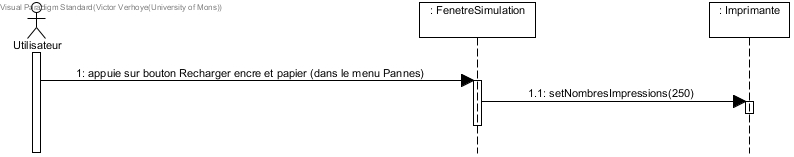 Visual Paradigm Standard(Victor Verhoye(University of Mons))
: FenetreSimulation
: Imprimante
Utilisateur
1: appuie sur bouton Recharger encre et papier (dans le menu Pannes)
1.1: setNombresImpressions(250)